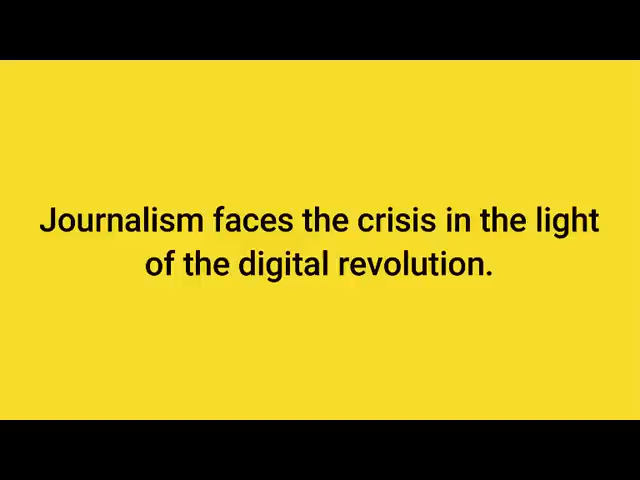 Journalism faces the crisis in the light
of the digital revolution.